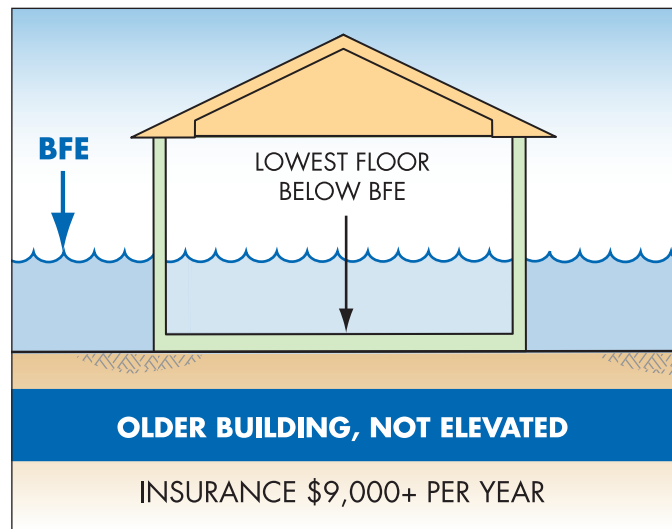 BFE
LOWEST FLOOR
BELOW BFE
OLDER BUILDING, NOT ELEVATED
INSURANCE $9,000+ PER YEAR